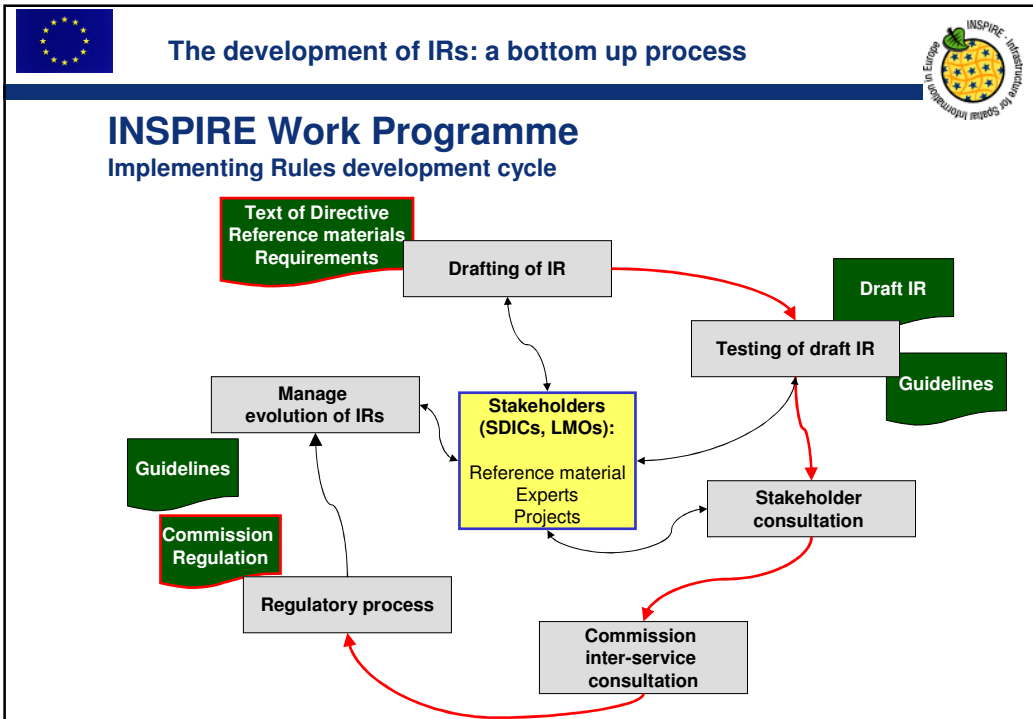 The development of IRs: a bottom up process
INSPIRE - Infrastructure for Spatial Information in Europe
INSPIRE Work Programme
Implementing Rules development cycle
Text of Directive
Reference materials
Requirements
Drafting of IR
Draft IR
Testing of draft IR
Guidelines
Manage
evolution of IRs
Stakeholders
(SDICs, LMOs):
Reference material
Experts
Projects
Guidelines
Stakeholder
consultation
Commission
Regulation
Regulatory process
Commission
inter-service
consultation